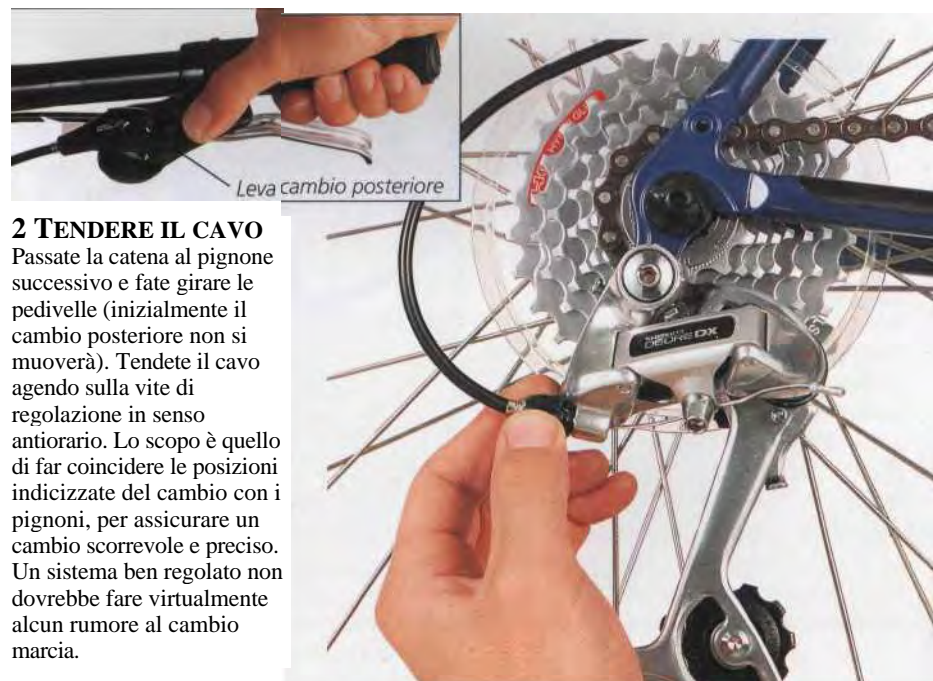 Leva cambio posteriore
2 TENDERE IL CAVO
Passate la catena al pignone
successivo e fate girare le
pedivelle (inizialmente il
cambio posteriore non si
muoverà). Tendete il cavo
agendo sulla vite di
regolazione in senso
antiorario. Lo scopo è quello
di far coincidere le posizioni
indicizzate del cambio con i
pignoni, per assicurare un
cambio scorrevole e preciso.
Un sistema ben regolato non
dovrebbe fare virtualmente
alcun rumore al cambio
marcia.
SHIMANO
DEORE DX